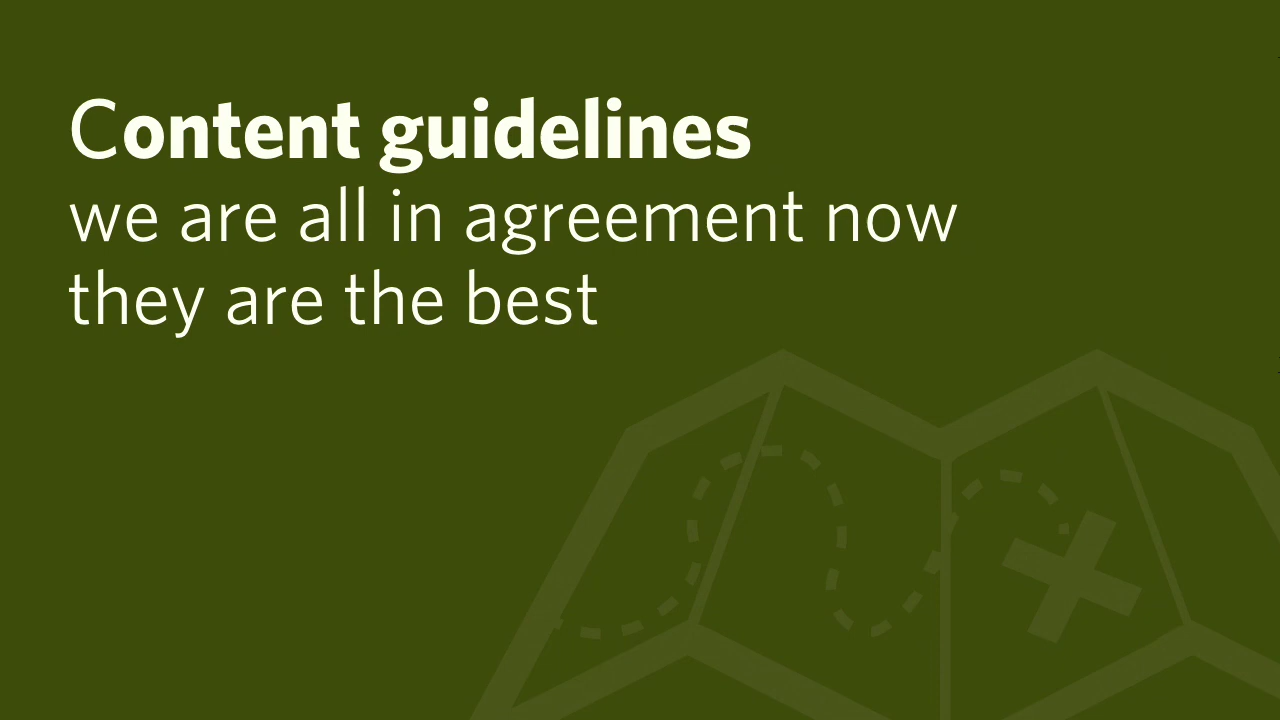 Content guidelines
we are all in agreement now
they are the best